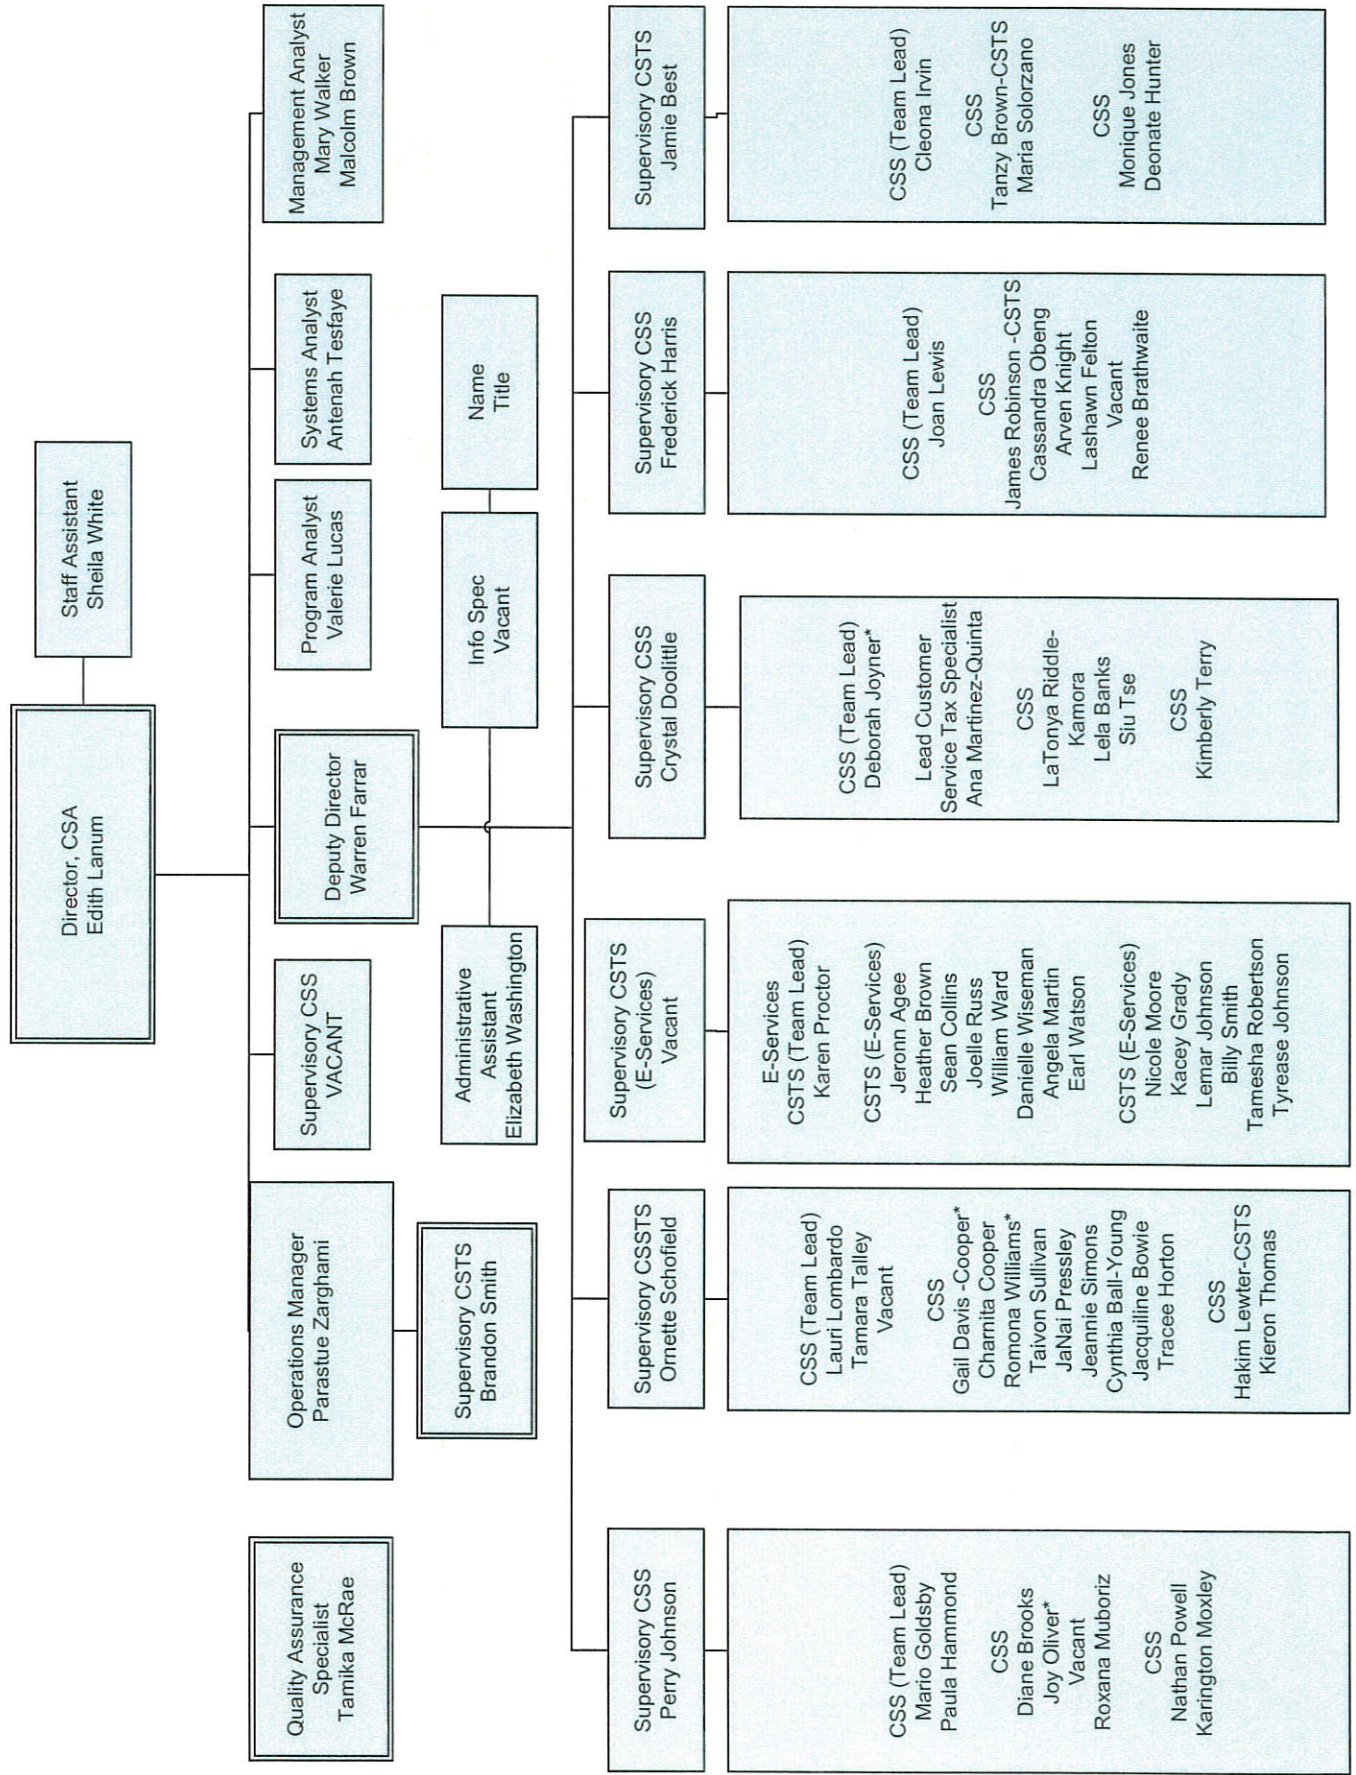 Director, CSA
Edith Lanum
Staff Assistant
Sheila White
Quality Assurance
Specialist
Tamika McRae
Operations Manager
Parastue Zarghami
Supervisory CSS
VACANT
Deputy Director
Warren Farrar
Program Analyst
Valerie Lucas
Systems Analyst
Antenah Tesfaye
Management Analyst
Mary Walker
Malcolm Brown
Supervisory CSTS
Brandon Smith
Administrative
Assistant
Elizabeth Washington
Info Spec
Vacant
Name
Title
Supervisory CSS
Perry Johnson
Supervisory CSSTS
Ornette Schofield
Supervisory CSTS
(E-Services)
Vacant
Supervisory CSS
Crystal Doolittle
Supervisory CSS
Frederick Harris
Supervisory CSTS
Jamie Best
CSS (Team Lead)
Mario Goldsby
Paula Hammond
CSS
Diane Brooks
Joy Oliver*
Vacant
Roxana Muboriz
CSS
Nathan Powell
Karington Moxley
CSS (Team Lead)
Lauri Lombardo
Tamara Talley
Vacant
CSS
Gail Davis -Cooper*
Charnita Cooper
Romona Williams*
Taivon Sullivan
JaNai Pressley
Jeannie Simons
Cynthia Ball-Young
Jacquiline Bowie
Tracee Horton
CSS
Hakim Lewter-CSTS
Kieron Thomas
E-Services
CSTS (Team Lead)
Karen Proctor
CSTS (E-Services)
Jeronn Agee
Heather Brown
Sean Collins
Joelle Russ
William Ward
Danielle Wiseman
Angela Martin
Earl Watson
CSTS (E-Services)
Nicole Moore
Kacey Grady
Lemar Johnson
Billy Smith
Tamesha Robertson
Tyrease Johnson
CSS (Team Lead)
Deborah Joyner*
Lead Customer
Service Tax Specialist
Ana Martinez-Quinta
CSS
LaTonya Riddle-
Kamora
Lela Banks
Siu Tse
CSS
Kimberly Terry
CSS (Team Lead)
Joan Lewis
CSS
James Robinson -CSTS
Cassandra Obeng
Arven Knight
Lashawn Felton
Vacant
Renee Brathwaite
CSS (Team Lead)
Cleona Irvin
CSS
Tanzy Brown-CSTS
Maria Solorzano
CSS
Monique Jones
Deonate Hunter